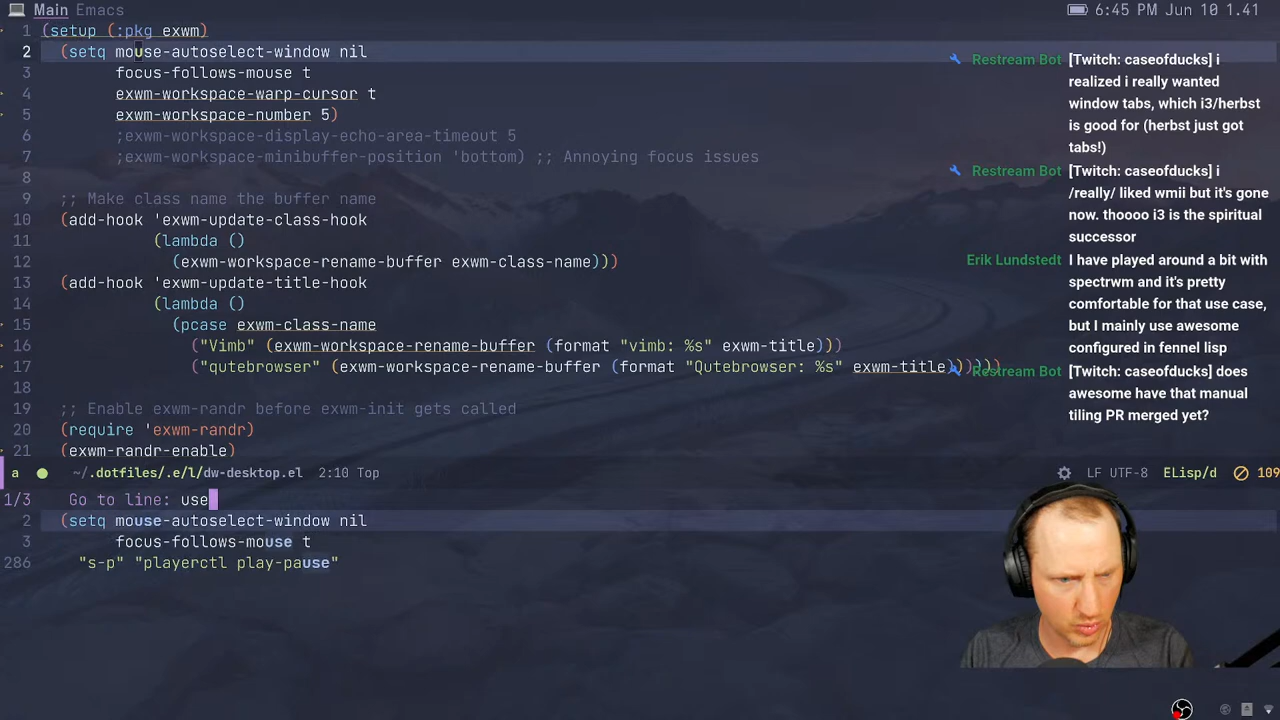 Main Emacs
6:45 PM Jun 10 1.41
1 (setup (:pkg exwm)
2 (setq mouse-autoselect-window nil
3 focus-follows-mouse t
4 exwm-workspace-warp-cursor t
5 exwm-workspace-number 5)
6 ;exwm-workspace-display-echo-area-timeout 5
7 ;exwm-workspace-minibuffer-position 'bottom) ;; Annoying focus issues
8
9 ;; Make class name the buffer name
10 (add-hook 'exwm-update-class-hook
11 (lambda ()
12 (exwm-workspace-rename-buffer exwm-class-name)))
13 (add-hook 'exwm-update-title-hook
14 (lambda ()
15 (pcase exwm-class-name
16 ("Vimb" (exwm-workspace-rename-buffer (format "vimb: %s" exwm-title)))
17 ("qutebrowser" (exwm-workspace-rename-buffer (format "Qutebrowser: %s" exwm-title))))))
18
19 ;; Enable exwm-randr before exwm-init gets called
20 (require 'exwm-randr)
21 (exwm-randr-enable)
a ~/.dotfiles/.e/l/dw-desktop.el 2:10 Top
LF UTF-8 ELisp/d 109
1/3 Go to line: use
2 (setq mouse-autoselect-window nil
3 focus-follows-mouse t
286 "s-p" "playerctl play-pause"
Restream Bot [Twitch: caseofducks] i
realized i really wanted
window tabs, which i3/herbst
is good for (herbst just got
tabs!)
Restream Bot [Twitch: caseofducks] i
/really/ liked wmii but it's gone
now. thoooo i3 is the spiritual
successor
Erik Lundstedt I have played around a bit with
spectrwm and it's pretty
comfortable for that use case,
but I mainly use awesome
configured in fennel lisp
Restream Bot [Twitch: caseofducks] does
awesome have that manual
tiling PR merged yet?